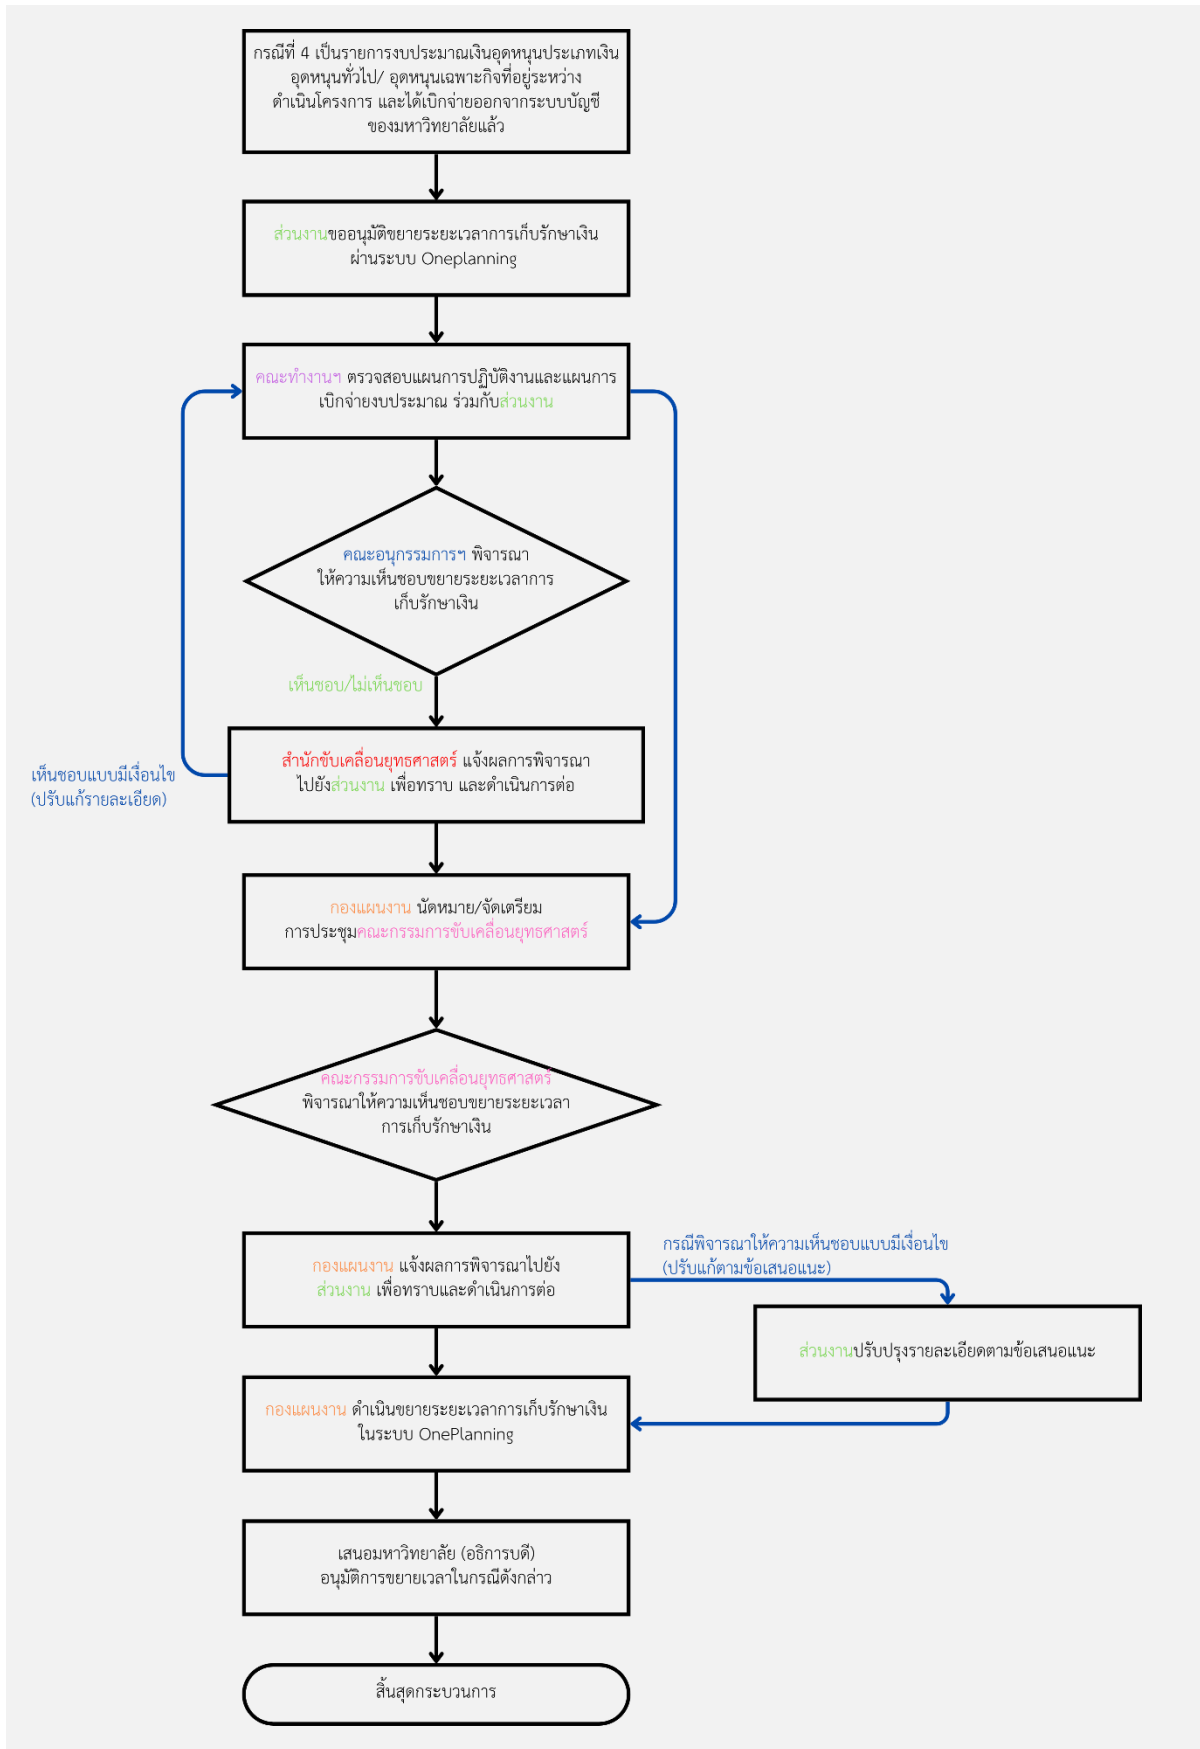 กรณีที่ 4 เป็นรายการงบประมาณเงินอุดหนุนประเภทเงิน
อุดหนุนทั่วไป/ อุดหนุนเฉพาะกิจที่อยู่ระหว่าง
ดำเนินโครงการ และได้เบิกจ่ายออกจากระบบบัญชี
ของมหาวิทยาลัยแล้ว
ส่วนงานขออนุมัติขยายระยะเวลาการเก็บรักษาเงิน
ผ่านระบบ Oneplanning
คณะทำงานฯ ตรวจสอบแผนการปฏิบัติงานและแผนการ
เบิกจ่ายงบประมาณ ร่วมกับส่วนงาน
คณะอนุกรรมการฯ พิจารณา
ให้ความเห็นชอบขยายระยะเวลาการ
เก็บรักษาเงิน
เห็นชอบ/ไม่เห็นชอบ
สำนักขับเคลื่อนยุทธศาสตร์ แจ้งผลการพิจารณา
ไปยังส่วนงาน เพื่อทราบ และดำเนินการต่อ
เห็นชอบแบบมีเงื่อนไข
(ปรับแก้รายละเอียด)
กองแผนงาน นัดหมาย/จัดเตรียม
การประชุมคณะกรรมการขับเคลื่อนยุทธศาสตร์
คณะกรรมการขับเคลื่อนยุทธศาสตร์
พิจารณาให้ความเห็นชอบขยายระยะเวลา
การเก็บรักษาเงิน
กองแผนงาน แจ้งผลการพิจารณาไปยัง
ส่วนงาน เพื่อทราบและดำเนินการต่อ
กรณีพิจารณาให้ความเห็นชอบแบบมีเงื่อนไข
(ปรับแก้ตามข้อเสนอแนะ)
ส่วนงานปรับปรุงรายละเอียดตามข้อเสนอแนะ
กองแผนงาน ดำเนินขยายระยะเวลาการเก็บรักษาเงิน
ในระบบ OnePlanning
เสนอมหาวิทยาลัย (อธิการบดี)
อนุมัติการขยายเวลาในกรณีดังกล่าว
สิ้นสุดกระบวนการ